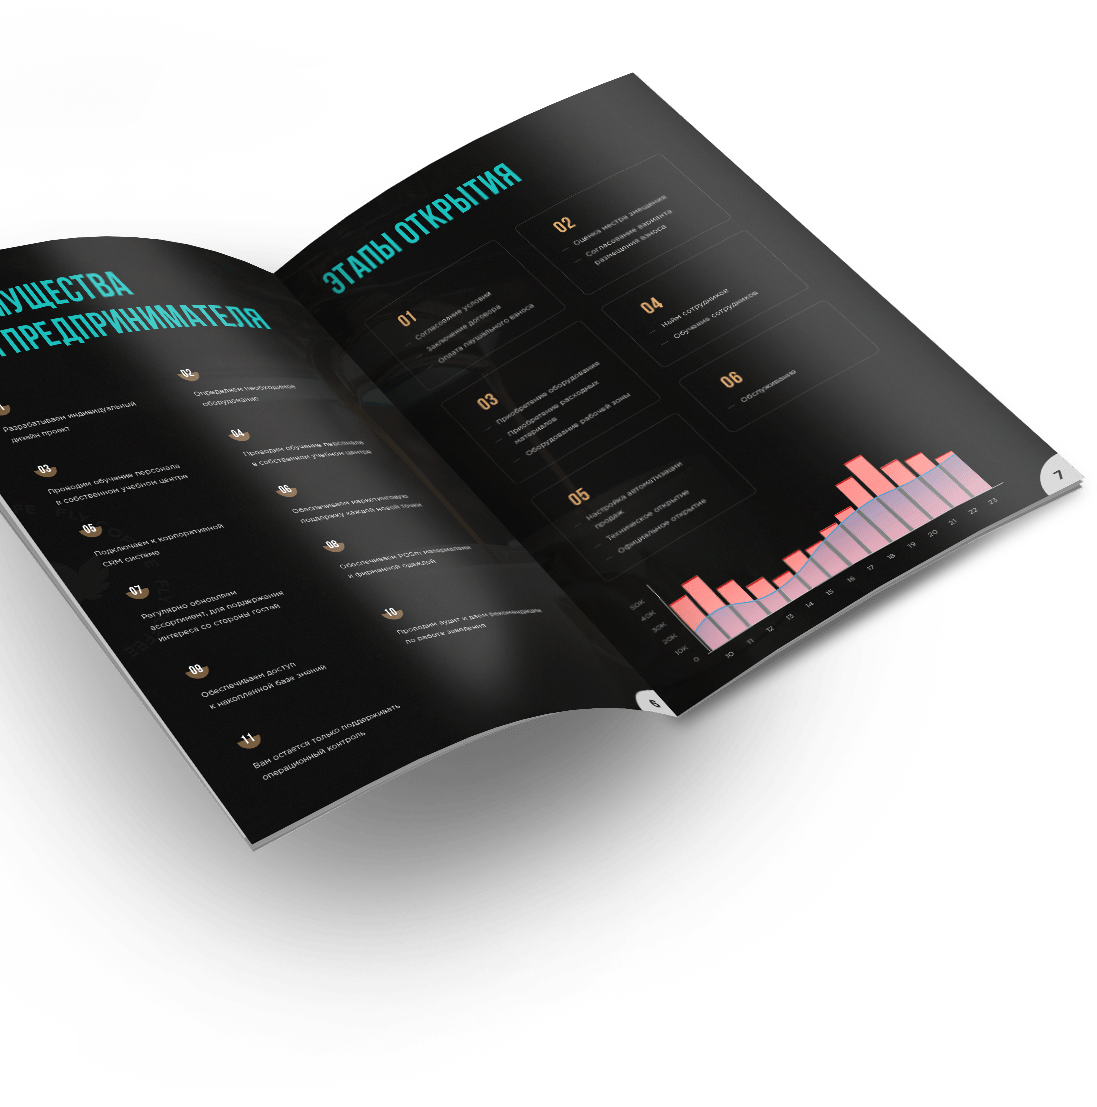 МУЩЕСТВА
ПРЕДПРИНИМАТЕЛЯ
Разрабатываем индивидуальный
дизайн проект
02
Определяем необходимое
оборудование
03
Проводим обучение персонала
в собственном учебном центре
04
Проводим обучение персонала
в собственном учебном центре
05
Подключаем к корпоративной
CRM системе
06
Обеспечиваем маркетинговую
поддержку каждой новой точки
07
Регулярно обновляем
ассортимент, для поддержания
интереса со стороны гостей
08
Обеспечиваем POSm материалами
и фирменной одеждой
09
Обеспечиваем доступ
к накопленной базе знаний
10
Проводим аудит и даем рекомендации
по работе заведения
11
Вам остаётся только поддерживать
операционный контроль
6
ЭТАПЫ ОТКРЫТИЯ
01
Согласование условий
Заключение договора
Оплата паушального взноса
02
— Оценка места змещения
— Согласование варианта
размещения взноса
03
— Приобретение оборудования
— Приобретение расходных
материалов
— Оборудование рабочей зоны
04
— Найм сотрудников
— Обучение сотрудников
05
— Настройка автоматизации
продаж
— Техническое открытие
— Официальное открытие
06
— Обслуживание
50K
40K
30K
20K
10K
0
10 11 12 13 14 15 16 17 18 19 20 21 22 23
7